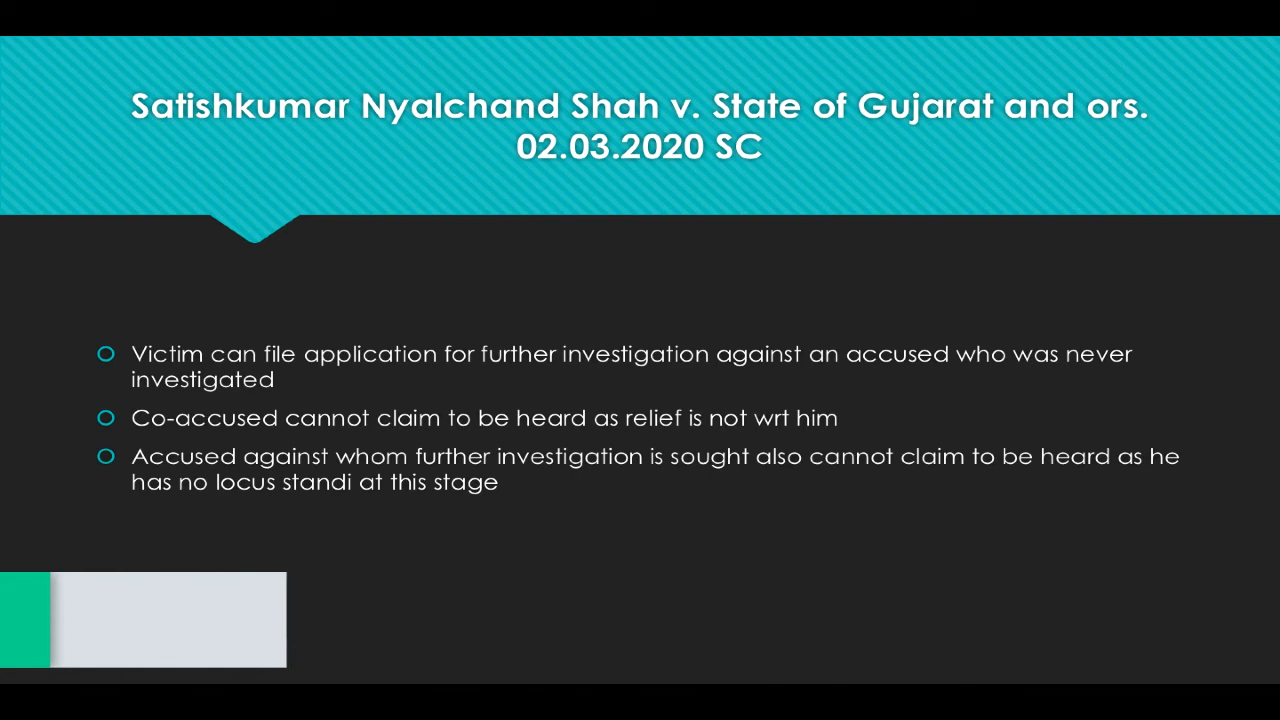 Satishkumar Nyalchand Shah v. State of Gujarat and ors.
02.03.2020 SC
Victim can file application for further investigation against an accused who was never
investigated
Co-accused cannot claim to be heard as relief is not wrt him
Accused against whom further investigation is sought also cannot claim to be heard as he
has no locus standi at this stage